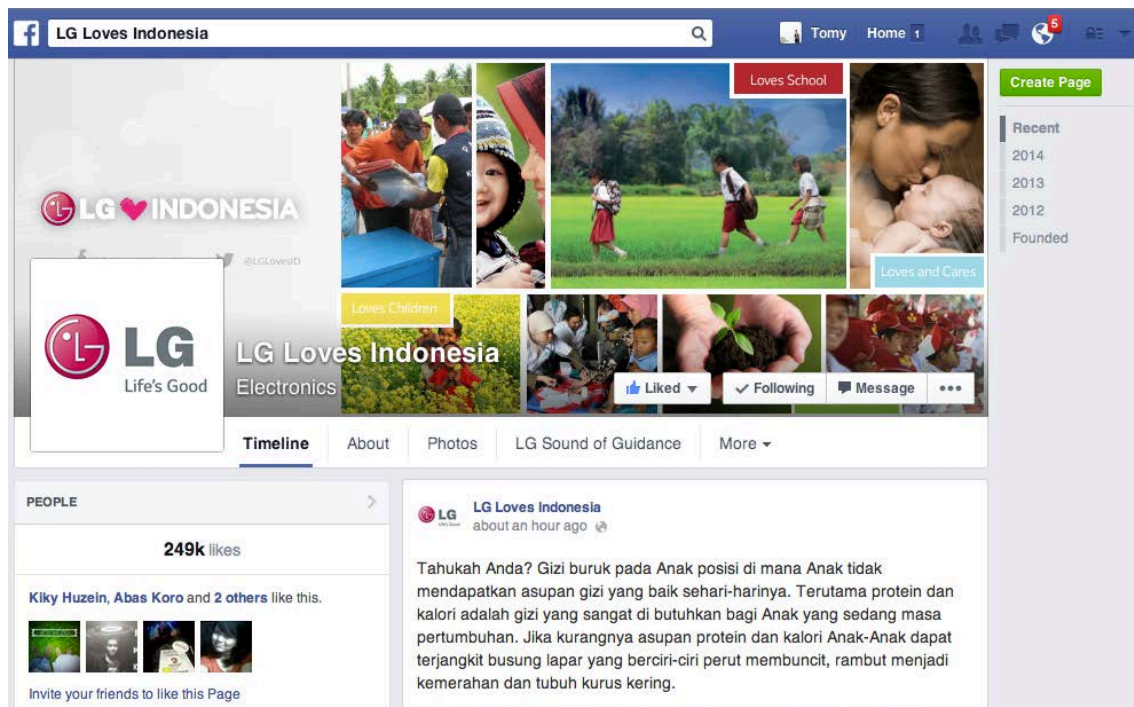 LG Loves Indonesia
Tomy Home 1
5
Create Page
Recent
2014
2013
2012
Founded
Loves School
LG INDONESIA
@LGLovesID
Loves and Cares
Loves Children
LG
Life's Good
LG Loves Indonesia
Electronics
Liked
Following
Message
Timeline About Photos LG Sound of Guidance More
PEOPLE
249k likes
Kiky Huzein, Abas Koro and 2 others like this.
Invite your friends to like this Page
LG
LG Loves Indonesia
about an hour ago
Tahukah Anda? Gizi buruk pada Anak posisi di mana Anak tidak
mendapatkan asupan gizi yang baik sehari-harinya. Terutama protein dan
kalori adalah gizi yang sangat di butuhkan bagi Anak yang sedang masa
pertumbuhan. Jika kurangnya asupan protein dan kalori Anak-Anak dapat
terjangkit busung lapar yang berciri-ciri perut membuncit, rambut menjadi
kemerahan dan tubuh kurus kering.